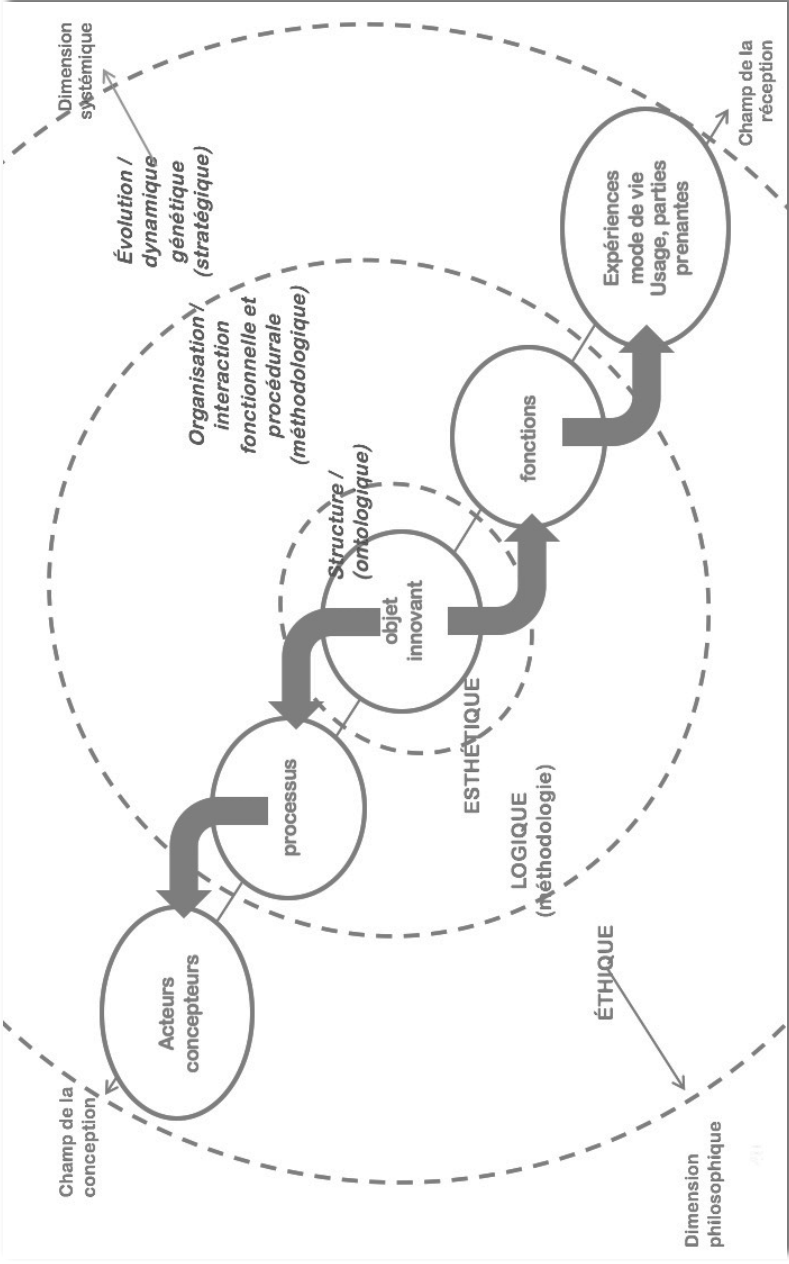 Champ de la
conception
Acteurs
concepteurs
processus
objet
innovant
fonctions
Expériences
mode de vie
Usage, parties
prenantes
Champ de la
réception
Dimension
systémique
Évolution /
dynamique
génétique
(stratégique)
Organisation /
interaction
fonctionnelle et
procédurale
(méthodologique)
Structure /
(ontologique)
ESTHÉTIQUE
LOGIQUE
(méthodologie)
ÉTHIQUE
Dimension
philosophique